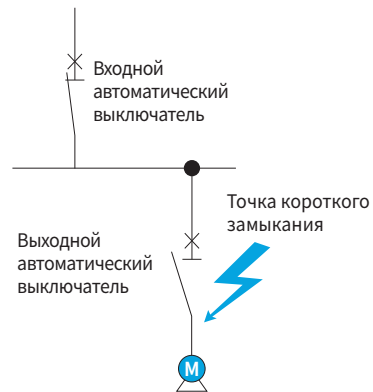 Входной
автоматический
выключатель
Точка короткого
замыкания
Выходной
автоматический
выключатель
M